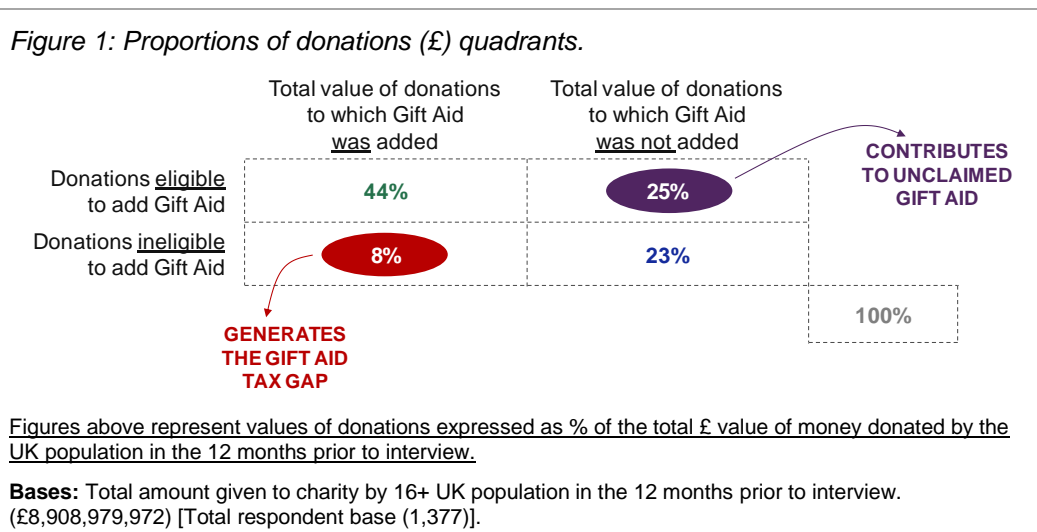 Figure 1: Proportions of donations (£) quadrants.
Total value of donations
to which Gift Aid
was added
Total value of donations
to which Gift Aid
was not added
CONTRIBUTES
TO UNCLAIMED
GIFT AID
Donations eligible
to add Gift Aid
44%
25%
Donations ineligible
to add Gift Aid
8%
23%
100%
GENERATES
THE GIFT AID
TAX GAP
Figures above represent values of donations expressed as % of the total £ value of money donated by the
UK population in the 12 months prior to interview.
Bases: Total amount given to charity by 16+ UK population in the 12 months prior to interview.
(£8,908,979,972) [Total respondent base (1,377)].